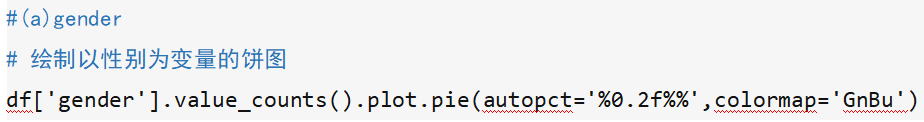 #(a)gender
# 绘制以性别为变量的饼图
df['gender'].value_counts().plot.pie(autopct='%0.2f%%',colormap='GnBu')